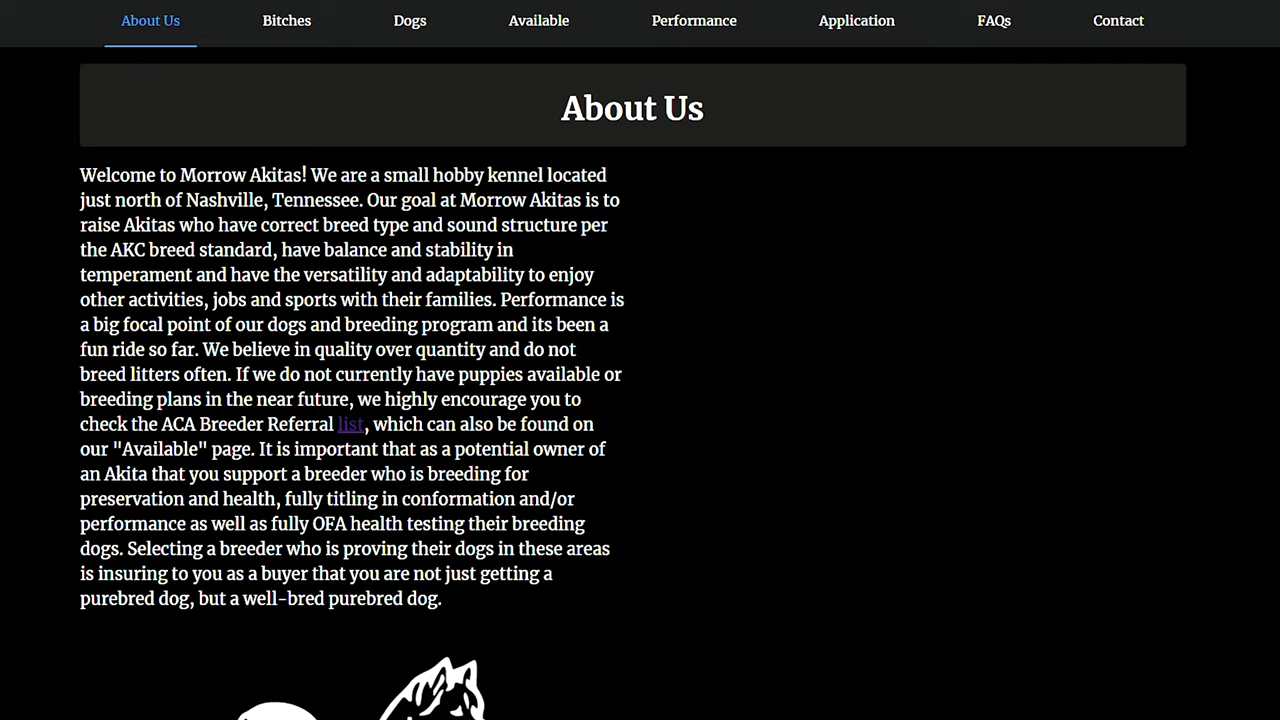 About Us Bitches Dogs Available Performance Application FAQs Contact
About Us
Welcome to Morrow Akitas! We are a small hobby kennel located
just north of Nashville, Tennessee. Our goal at Morrow Akitas is to
raise Akitas who have correct breed type and sound structure per
the AKC breed standard, have balance and stability in
temperament and have the versatility and adaptability to enjoy
other activities, jobs and sports with their families. Performance is
a big focal point of our dogs and breeding program and its been a
fun ride so far. We believe in quality over quantity and do not
breed litters often. If we do not currently have puppies available or
breeding plans in the near future, we highly encourage you to
check the ACA Breeder Referral list, which can also be found on
our "Available" page. It is important that as a potential owner of
an Akita that you support a breeder who is breeding for
preservation and health, fully titling in conformation and/or
performance as well as fully OFA health testing their breeding
dogs. Selecting a breeder who is proving their dogs in these areas
is insuring to you as a buyer that you are not just getting a
purebred dog, but a well-bred purebred dog.